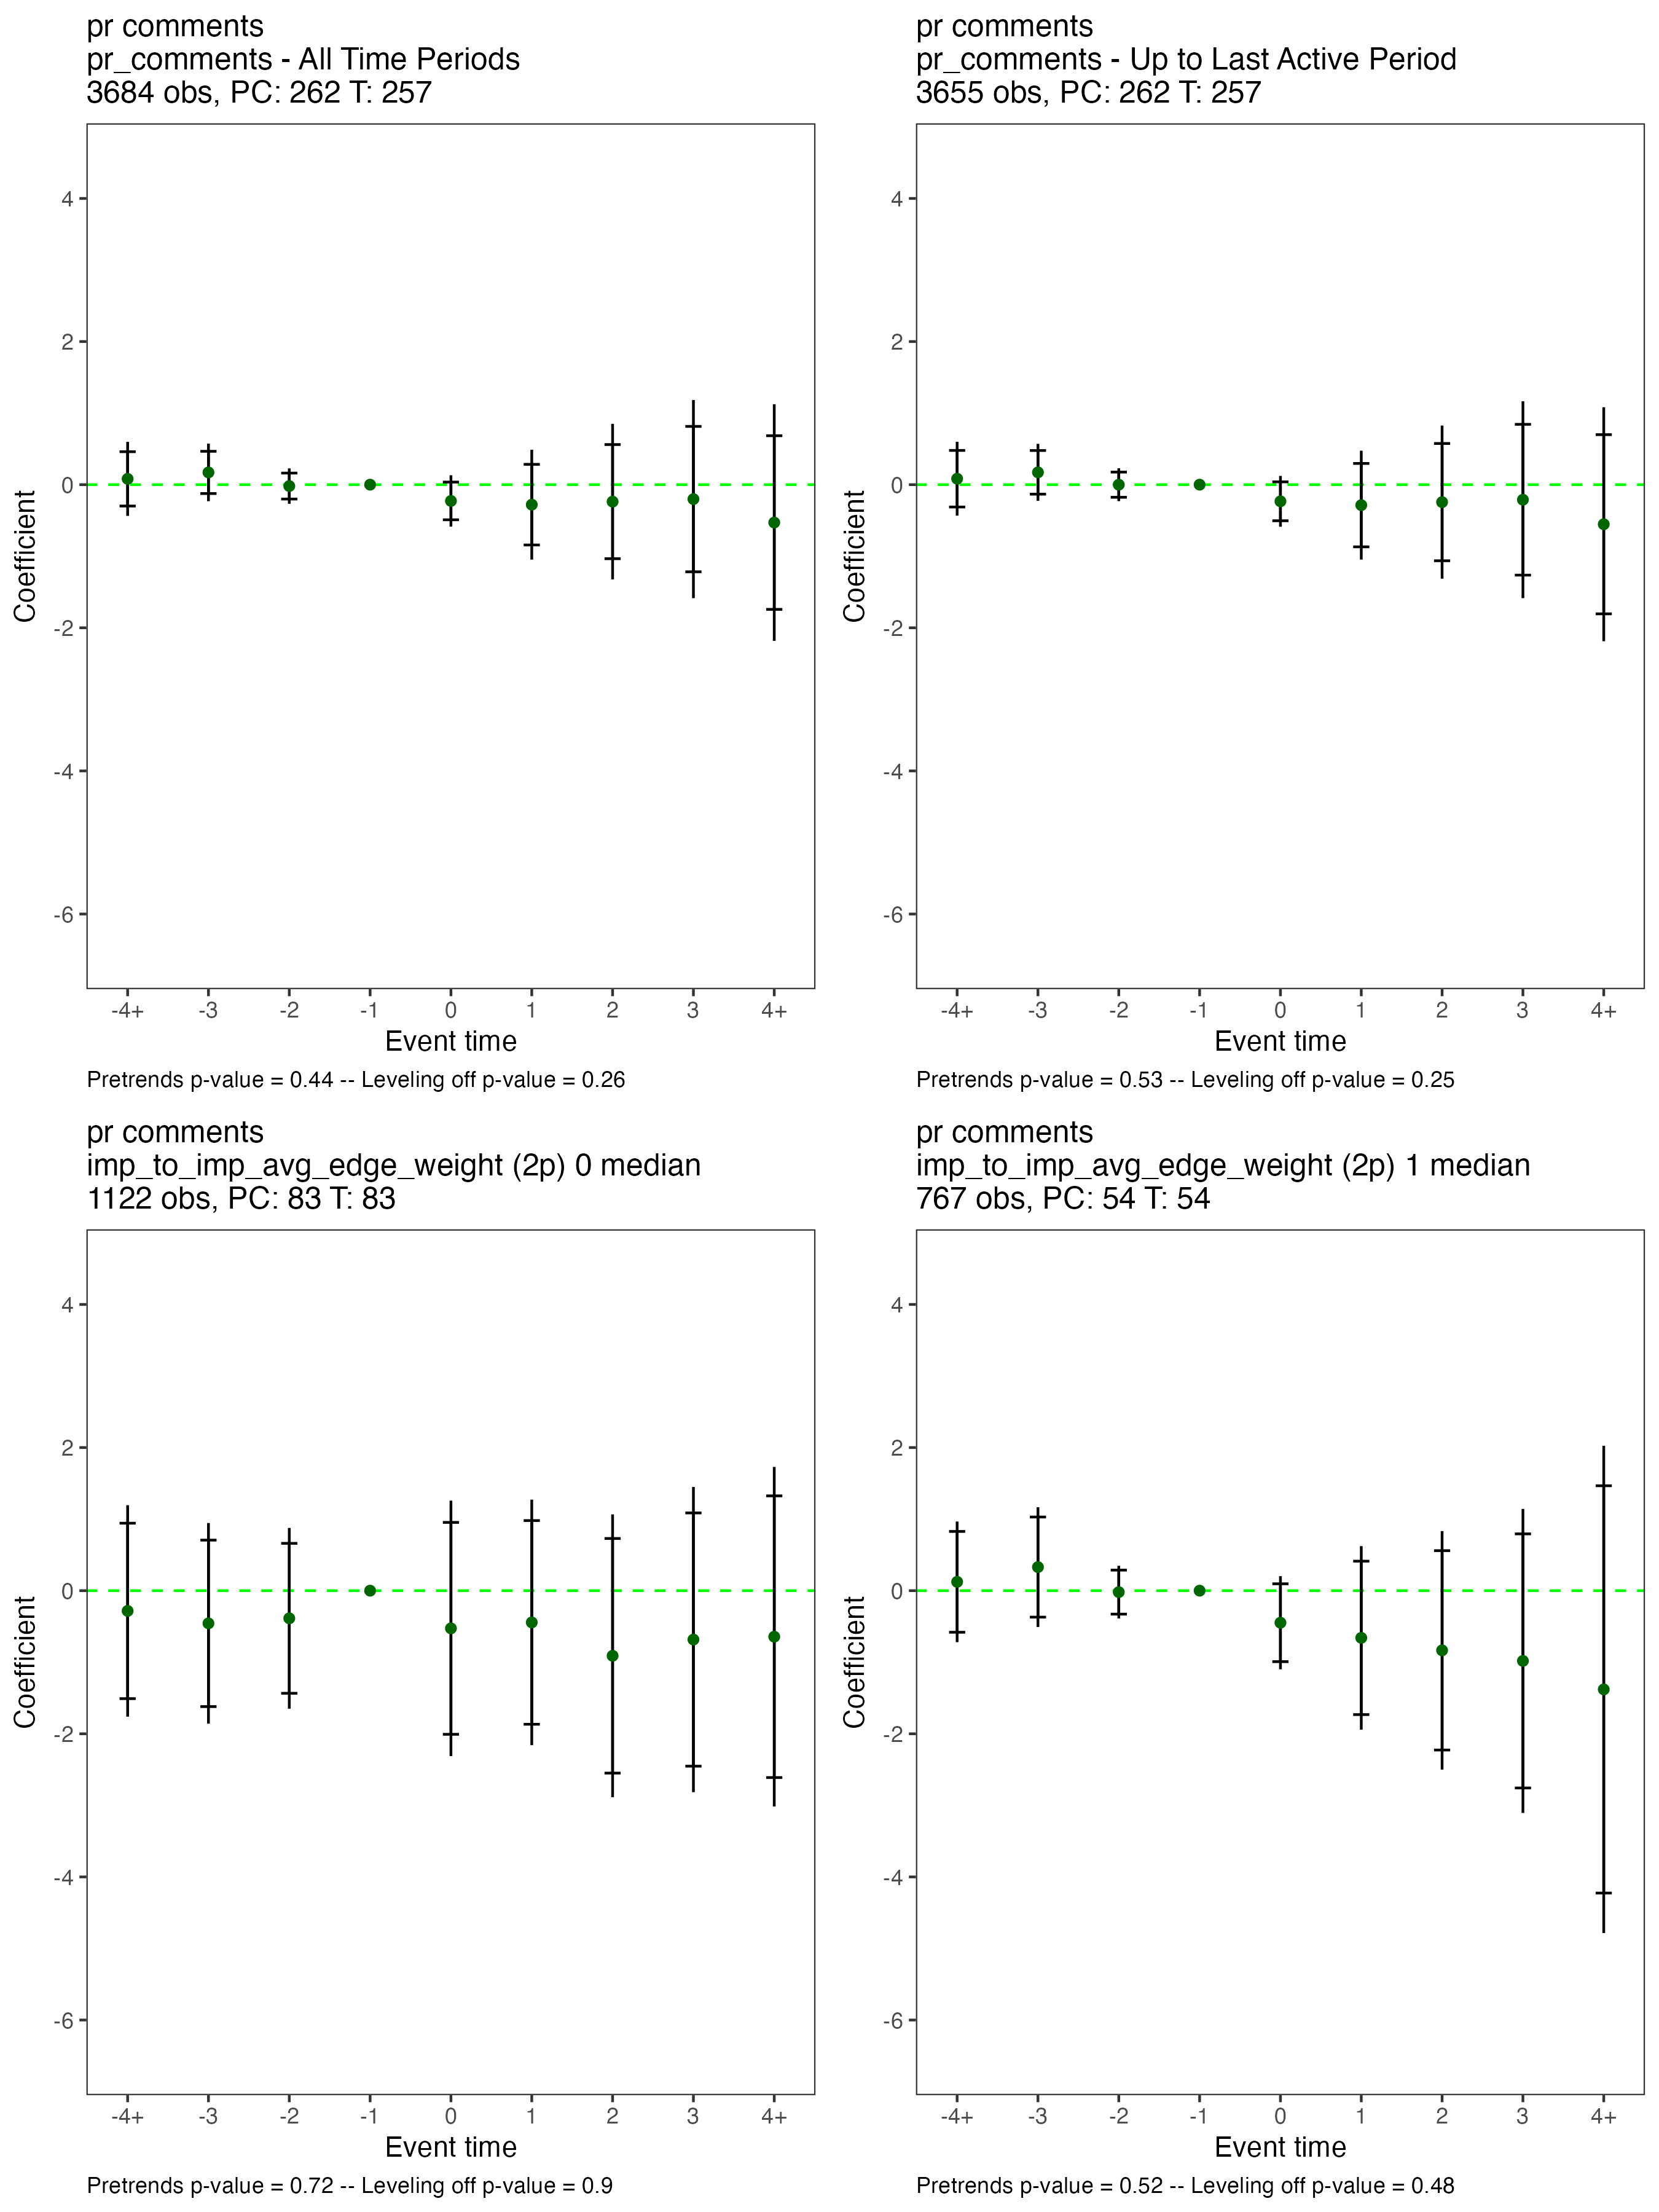 pr comments
pr_comments - All Time Periods
3684 obs, PC: 262 T: 257
4
2
0
-2
-4
-6
Coefficient
-4+ -3 -2 -1 0 1 2 3 4+
Event time
Pretrends p-value = 0.44 -- Leveling off p-value = 0.26
pr comments
pr_comments - Up to Last Active Period
3655 obs, PC: 262 T: 257
4
2
0
-2
-4
-6
Coefficient
-4+ -3 -2 -1 0 1 2 3 4+
Event time
Pretrends p-value = 0.53 -- Leveling off p-value = 0.25
pr comments
imp_to_imp_avg_edge_weight (2p) 0 median
1122 obs, PC: 83 T: 83
4
2
0
-2
-4
-6
Coefficient
-4+ -3 -2 -1 0 1 2 3 4+
Event time
Pretrends p-value = 0.72 -- Leveling off p-value = 0.9
pr comments
imp_to_imp_avg_edge_weight (2p) 1 median
767 obs, PC: 54 T: 54
4
2
0
-2
-4
-6
Coefficient
-4+ -3 -2 -1 0 1 2 3 4+
Event time
Pretrends p-value = 0.52 -- Leveling off p-value = 0.48